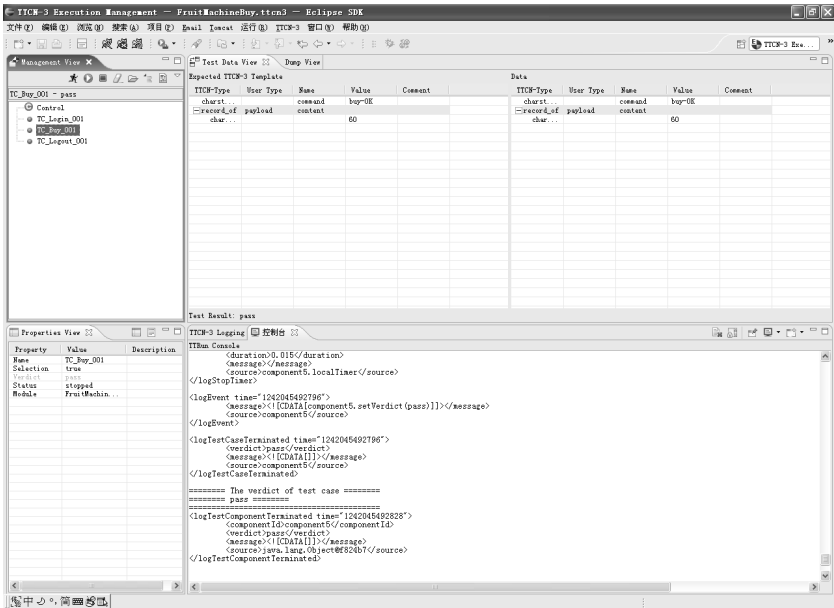 TTCN-3 Execution Management — FruitMachineBuy.ttcn3 — Eclipse SDK
文件(F) 编辑(E) 浏览(N) 搜索(A) 项目(P) Email Tomcat 运行(R) TTCN-3 窗口(W) 帮助(H)
TTCN-3 Exe...
Management View
TC_Buy_001 - pass
Control
TC_Login_001
TC_Buy_001
TC_Logout_001
Test Data View Dump View
Expected TTCN-3 Template Data
TTCN-Type User Type Name Value Comment TTCN-Type User Type Name Value Comment
charst... command buy-OK charst... command buy-OK
record_of payload content record_of payload content
char... 60 char... 60
Test Result: pass
Properties View
Property Value Description
Name TC_Buy_001
Selection true
Verdict pass
Status stopped
Module FruitMachin...
TTCN-3 Logging 控制台
TTRun Console
<duration>0.015</duration>
<message></message>
<source>component5.localTimer</source>
</logStopTimer>
<logEvent time="1242045492796">
<message><![CDATA[component5.setVerdict(pass)]]></message>
<source>component5</source>
</logEvent>
<logTestCaseTerminated time="1242045492796">
<verdict>pass</verdict>
<message><![CDATA[]]></message>
<source>component5</source>
</logTestCaseTerminated>
======== The verdict of test case ========
======== pass ========
==========================================
<logTestComponentTerminated time="1242045492828">
<componentId>component5</componentId>
<verdict>pass</verdict>
<message><![CDATA[]]></message>
<source>java.lang.Object@f824b7</source>
</logTestComponentTerminated>
中 简